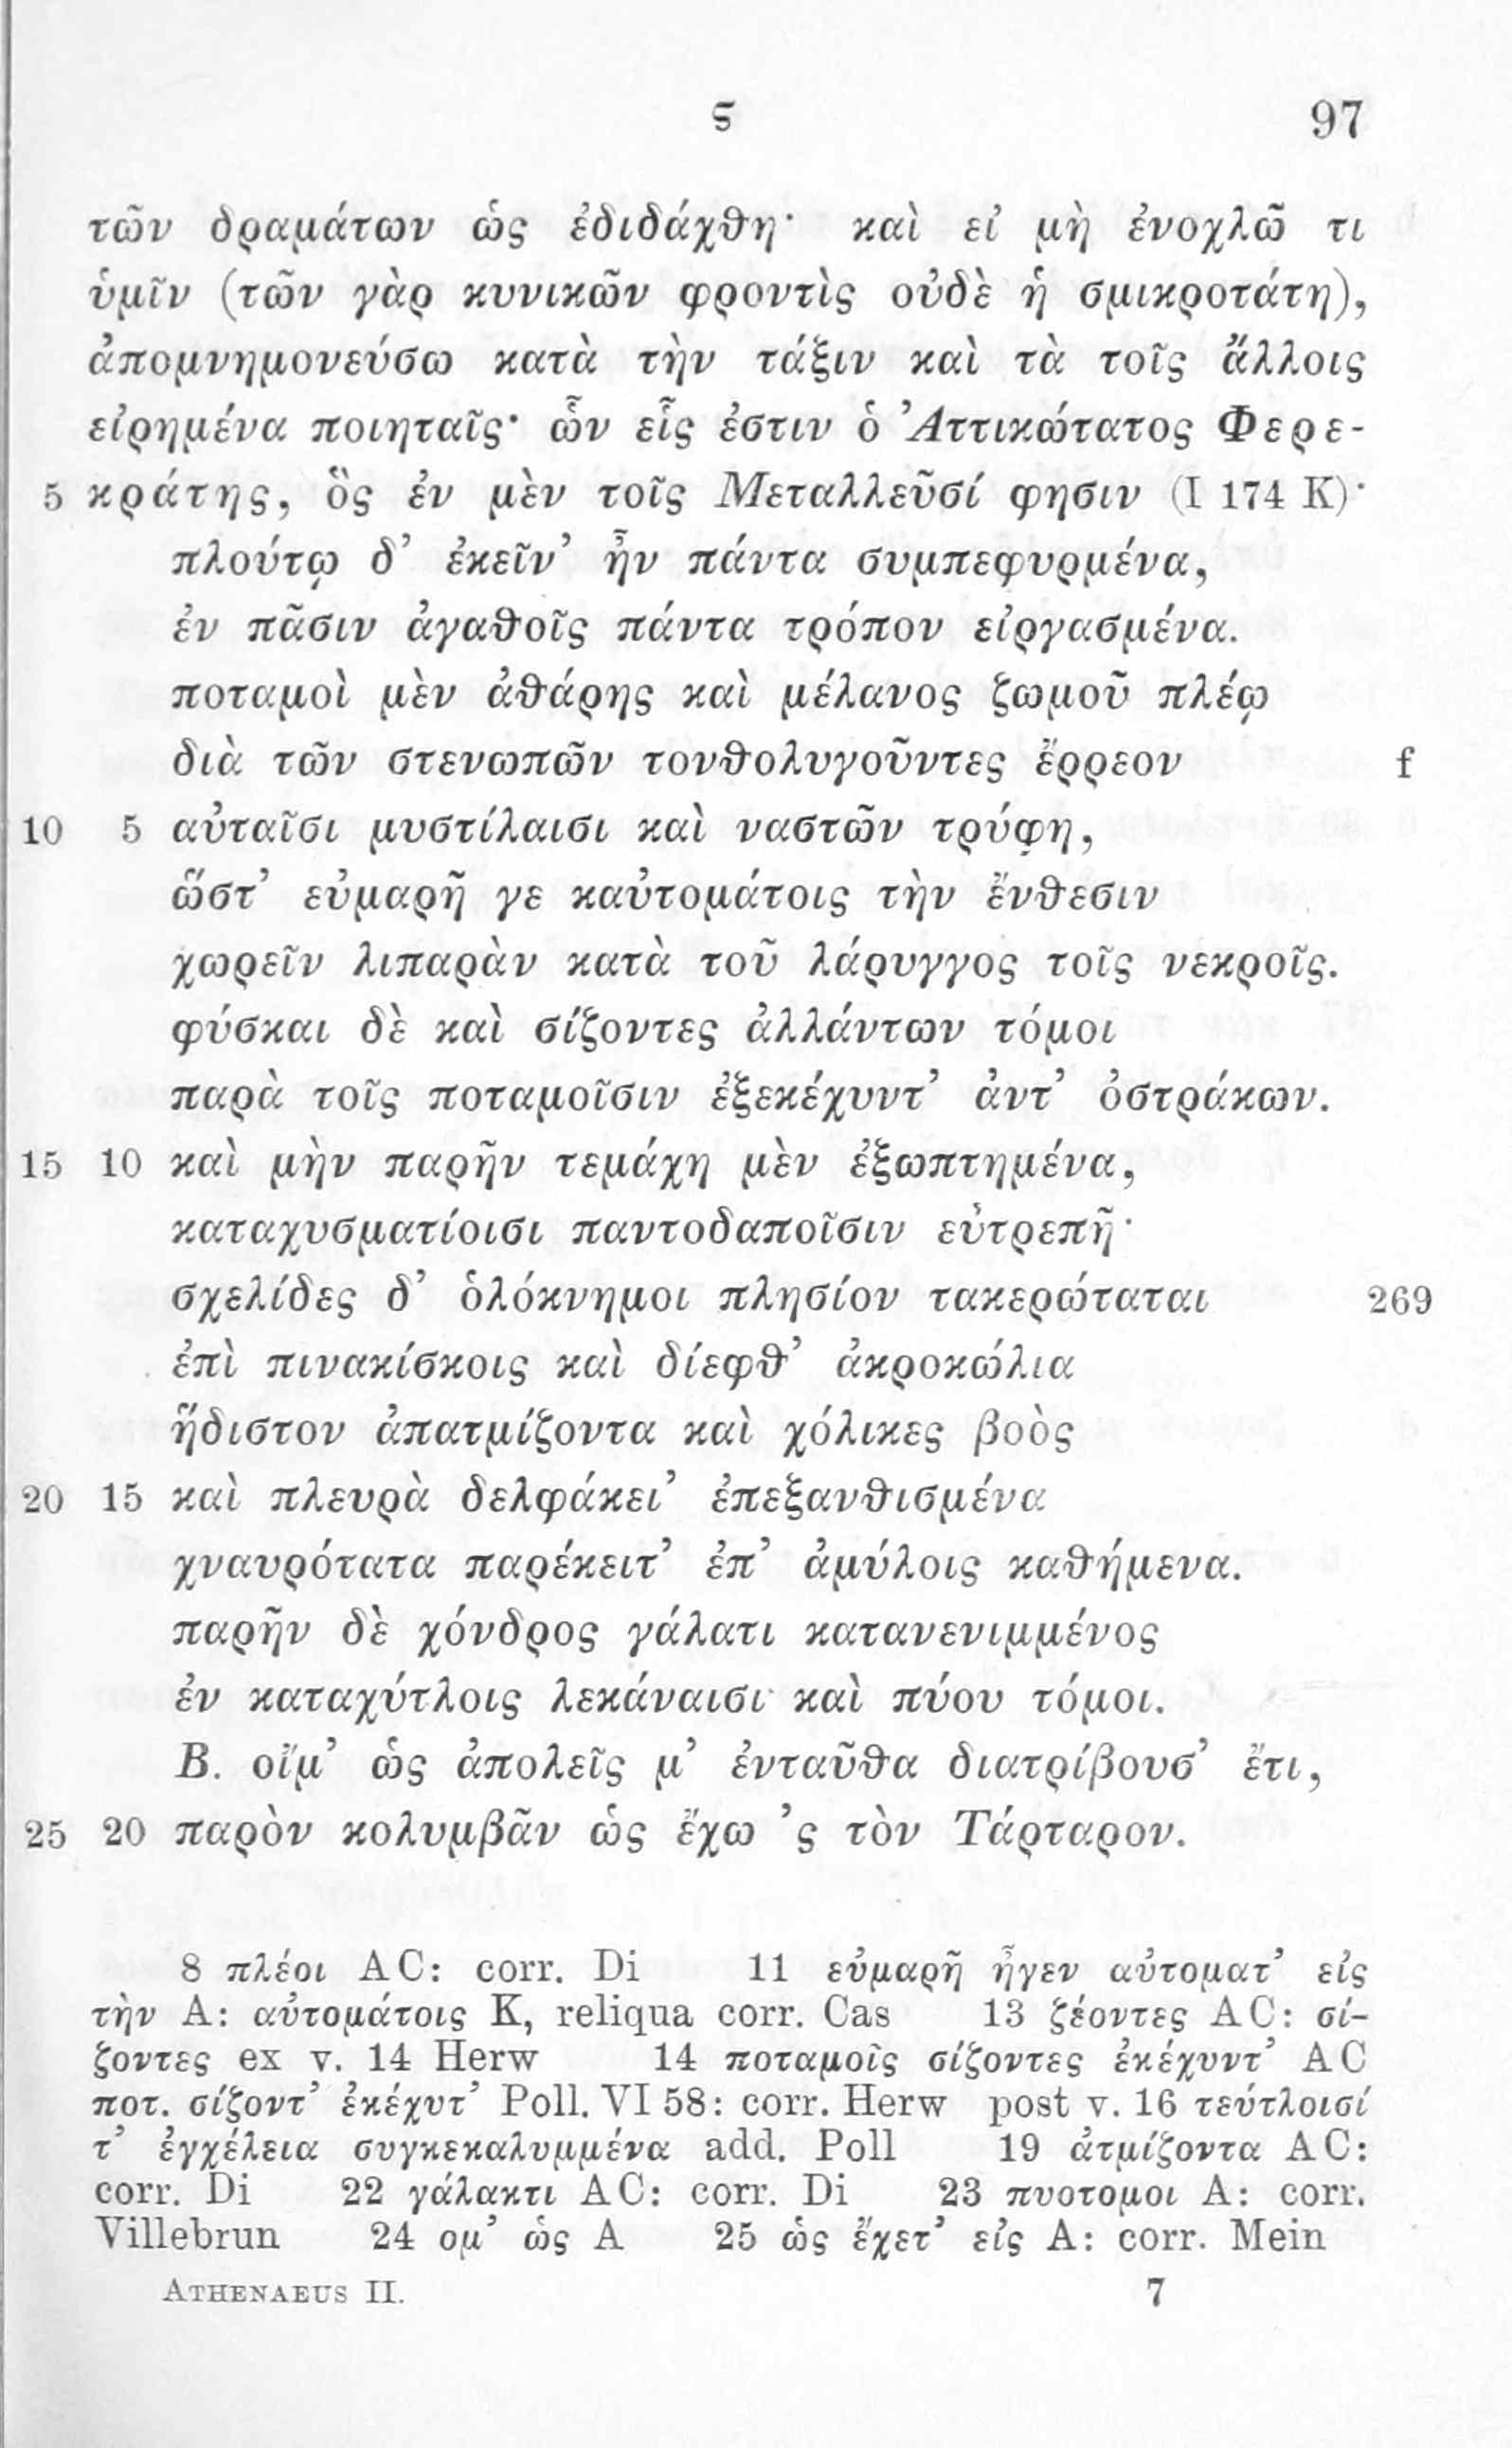 ς 97
τῶν δραμάτων ὡς ἐδιδάχθη· καὶ εἰ μὴ ἐνοχλῶ τι
ὑμῖν (τῶν γὰρ κυνικῶν φροντὶς οὐδὲ ἡ σμικροτάτη),
ἀπομνημονεύσω κατὰ τὴν τάξιν καὶ τὰ τοῖς ἄλλοις
εἰρημένα ποιηταῖς· ὧν εἷς ἐστιν ὁ Ἀττικώτατος Φερε-
5 κράτης, ὃς ἐν μὲν τοῖς Μεταλλεῦσί φησιν (I 174 K)·
πλούτῳ δ’ ἐκεῖν’ ἦν πάντα συμπεφυρμένα,
ἐν πᾶσιν ἀγαθοῖς πάντα τρόπον εἰργασμένα.
ποταμοὶ μὲν ἀθάρης καὶ μέλανος ζωμοῦ πλέῳ
διὰ τῶν στενωπῶν τονθολυγοῦντες ἔρρεον f
10 5 αὐταῖσι μυστίλαισι καὶ ναστῶν τρύφη,
ὥστ’ εὐμαρῆ γε καὐτομάτοις τὴν ἔνθεσιν
χωρεῖν λιπαρὰν κατὰ τοῦ λάρυγγος τοῖς νεκροῖς.
φύσκαι δὲ καὶ σίζοντες ἀλλάντων τόμοι
παρὰ τοῖς ποταμοῖσιν ἐξεκέχυντ’ ἀντ’ ὀστράκων.
15 10 καὶ μὴν παρῆν τεμάχη μὲν ἐξωπτημένα,
καταχυσματίοισι παντοδαποῖσιν εὐτρεπῆ·
σχελίδες δ’ ὁλόκνημοι πλησίον τακερώταται 269
ἐπὶ πινακίσκοις καὶ δίεφθ’ ἀκροκώλια
ἥδιστον ἀπατμίζοντα καὶ χόλικες βοὸς
20 15 καὶ πλευρὰ δελφάκει’ ἐπεξανθισμένα
χναυρότατα παρέκειτ’ ἐπ’ ἀμύλοις καθήμενα.
παρῆν δὲ χόνδρος γάλατι κατανενιμμένος
ἐν καταχύτλοις λεκάναισι καὶ πύου τόμοι.
Β. οἴμ’ ὡς ἀπολεῖς μ’ ἐνταῦθα διατρίβουσ’ ἔτι,
25 20 παρὸν κολυμβᾶν ὡς ἔχω ’ς τὸν Τάρταρον.
8 πλέοι AC: corr. Di 11 εὐμαρῆ ἦγεν αὐτοματ’ εἰς
τὴν A: αὐτομάτοις K, reliqua corr. Cas 13 ζέοντες AC: σί-
ζοντες ex v. 14 Herw 14 ποταμοῖς σίζοντες ἐκέχυντ’ AC
ποτ. σίζοντ’ ἐκέχυτ’ Poll. VI 58: corr. Herw post v. 16 τεύτλοισί
τ’ ἐγχέλεια συγκεκαλυμμένα add. Poll 19 ἀτμίζοντα AC:
corr. Di 22 γάλακτι AC: corr. Di 23 πυοτομοι A: corr.
Villebrun 24 ομ’ ὡς A 25 ὡς ἔχετ’ εἰς A: corr. Mein
ATHENAEUS II. 7